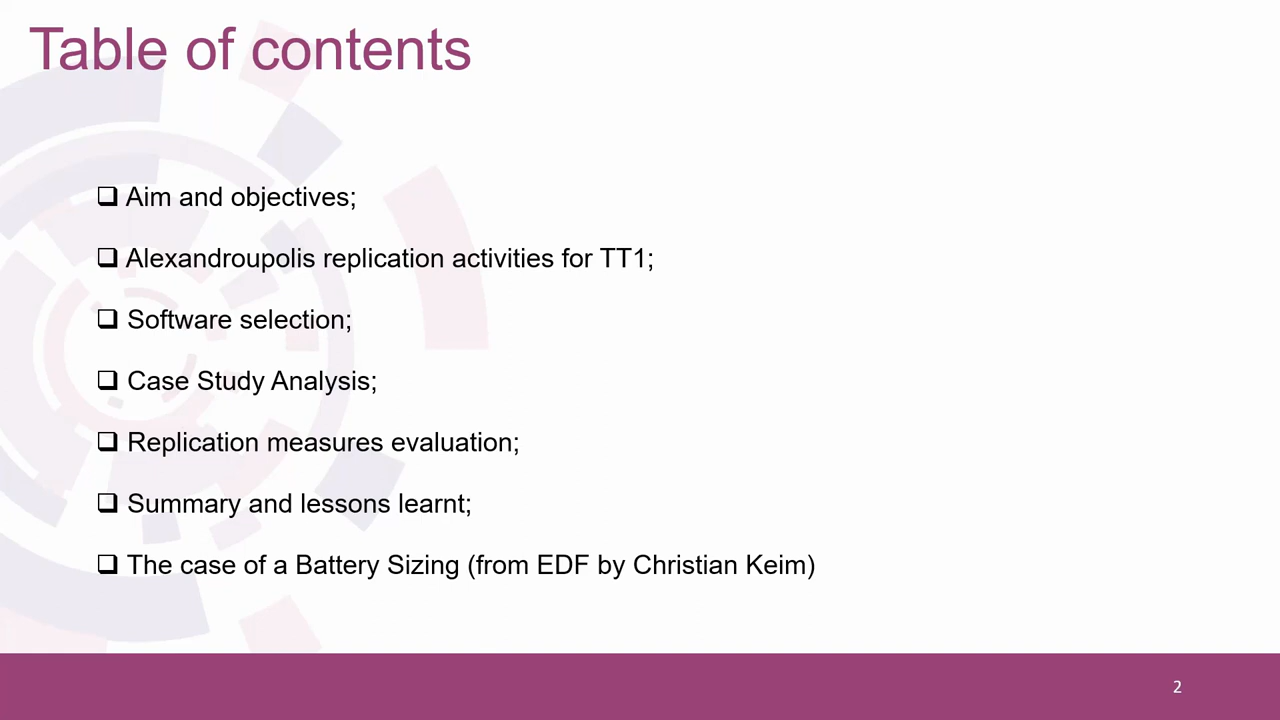 Table of contents
❑ Aim and objectives;
❑ Alexandroupolis replication activities for TT1;
❑ Software selection;
❑ Case Study Analysis;
❑ Replication measures evaluation;
❑ Summary and lessons learnt;
❑ The case of a Battery Sizing (from EDF by Christian Keim)
2